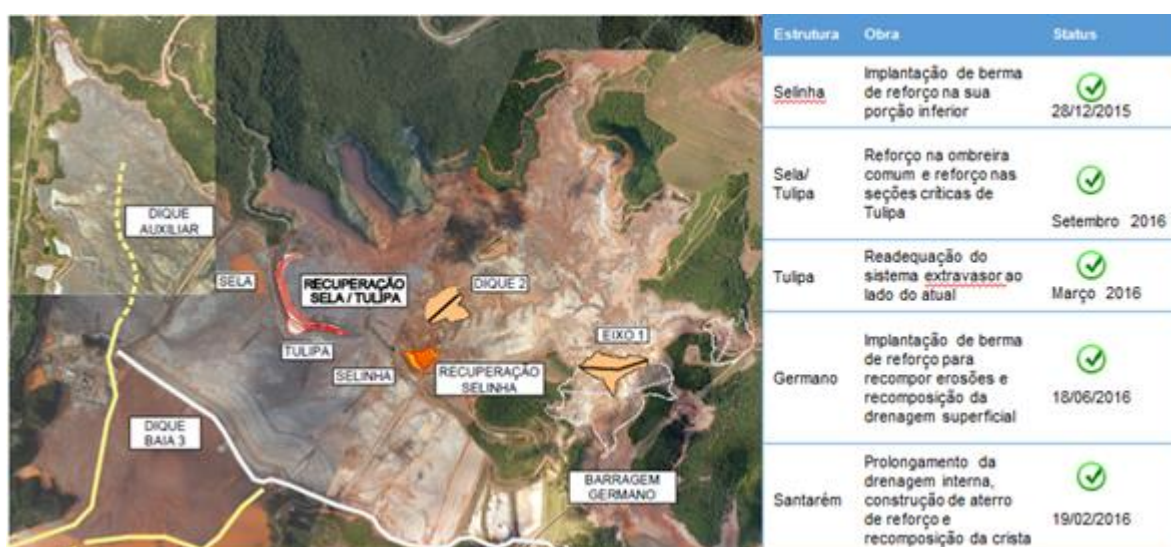 DIQUE
AUXILIAR
SELA
RECUPERAÇÃO
SELA / TULIPA
DIQUE 2
TULIPA
EIXO 1
SELINHA
RECUPERAÇÃO
SELINHA
DIQUE
BAIA 3
BARRAGEM
GERMANO
Estrutura Obra Status
Selinha
Implantação de berma
de reforço na sua
porção inferior
28/12/2015
Sela/
Tulipa
Reforço na ombreira
comum e reforço nas
seções críticas de
Tulipa
Setembro 2016
Tulipa
Readequação do
sistema extravasor ao
lado do atual
Março 2016
Germano
Implantação de berma
de reforço para
recompor erosões e
recomposição da
drenagem superficial
18/06/2016
Santarém
Prolongamento da
drenagem interna,
construção de aterro
de reforço e
recomposição da crista
19/02/2016